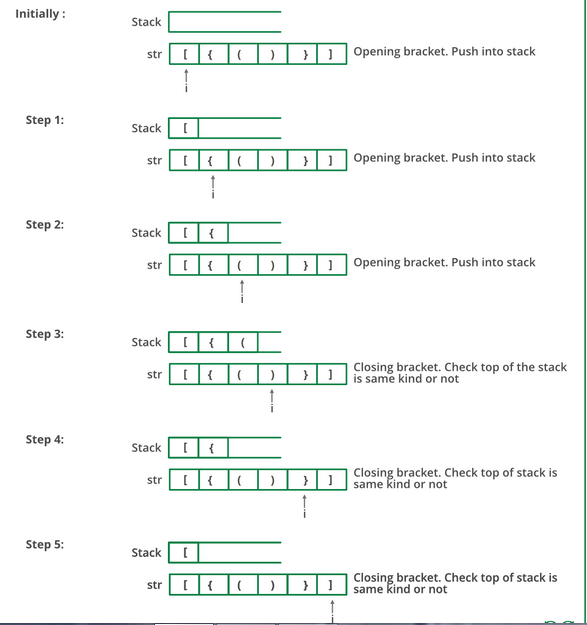 Initially :
Stack
str [ { ( ) } ] Opening bracket. Push into stack
i
Step 1:
Stack [
str [ { ( ) } ] Opening bracket. Push into stack
i
Step 2:
Stack [ {
str [ { ( ) } ] Opening bracket. Push into stack
i
Step 3:
Stack [ { (
str [ { ( ) } ] Closing bracket. Check top of the stack
is same kind or not
i
Step 4:
Stack [ {
str [ { ( ) } ] Closing bracket. Check top of stack is
same kind or not
i
Step 5:
Stack [
str [ { ( ) } ] Closing bracket. Check top of stack is
same kind or not
i